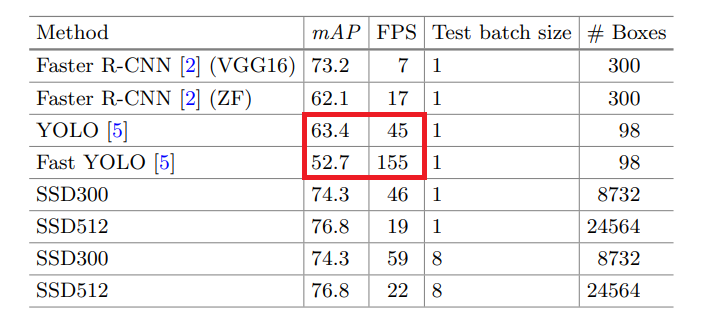 Method mAP FPS Test batch size # Boxes
Faster R-CNN [2] (VGG16) 73.2 7 1 300
Faster R-CNN [2] (ZF) 62.1 17 1 300
YOLO [5] 63.4 45 1 98
Fast YOLO [5] 52.7 155 1 98
SSD300 74.3 46 1 8732
SSD512 76.8 19 1 24564
SSD300 74.3 59 8 8732
SSD512 76.8 22 8 24564